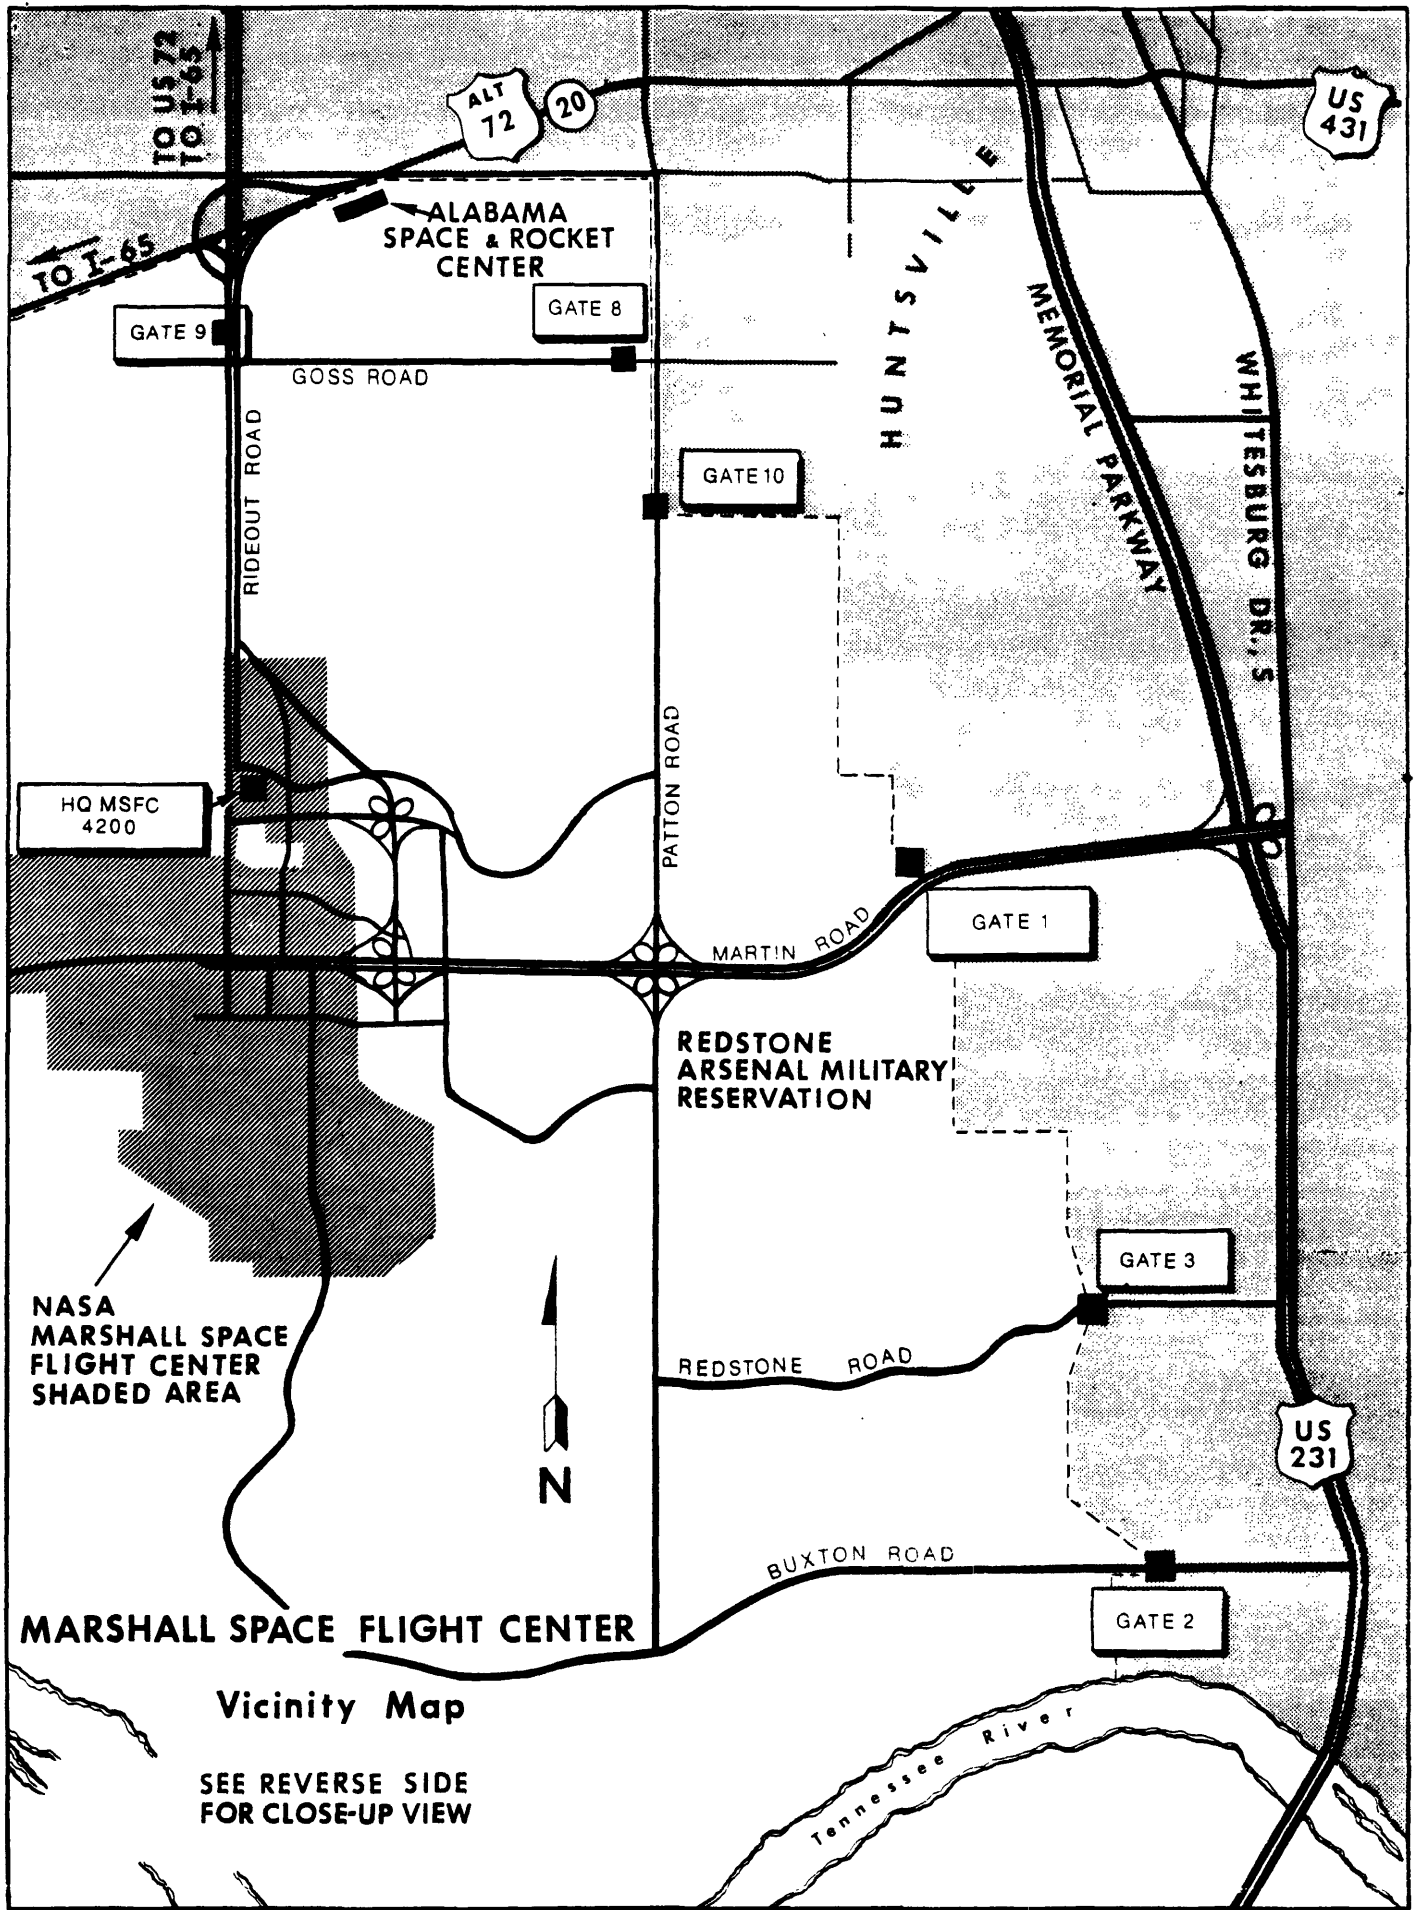 TO US 72
TO I-65
ALT
72
20
US
431
TO I-65
ALABAMA
SPACE & ROCKET
CENTER
HUNTSVILLE
GATE 9
GATE 8
GOSS ROAD
MEMORIAL PARKWAY
WHITESBURG DR., S
RIDEOUT ROAD
GATE 10
PATTON ROAD
HQ MSFC
4200
GATE 1
MARTIN ROAD
REDSTONE
ARSENAL MILITARY
RESERVATION
GATE 3
NASA
MARSHALL SPACE
FLIGHT CENTER
SHADED AREA
REDSTONE ROAD
US
231
N
BUXTON ROAD
GATE 2
MARSHALL SPACE FLIGHT CENTER
Vicinity Map
Tennessee River
SEE REVERSE SIDE
FOR CLOSE-UP VIEW